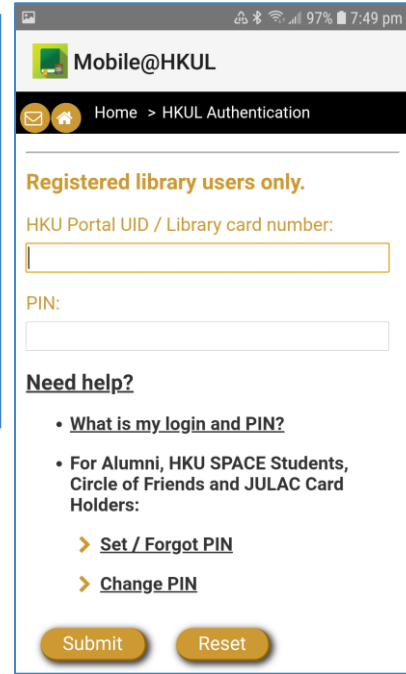 97% 7:49 pm
Mobile@HKUL
Home > HKUL Authentication
Registered library users only.
HKU Portal UID / Library card number:
PIN:
Need help?
• What is my login and PIN?
• For Alumni, HKU SPACE Students,
Circle of Friends and JULAC Card
Holders:
Set / Forgot PIN
Change PIN
Submit Reset